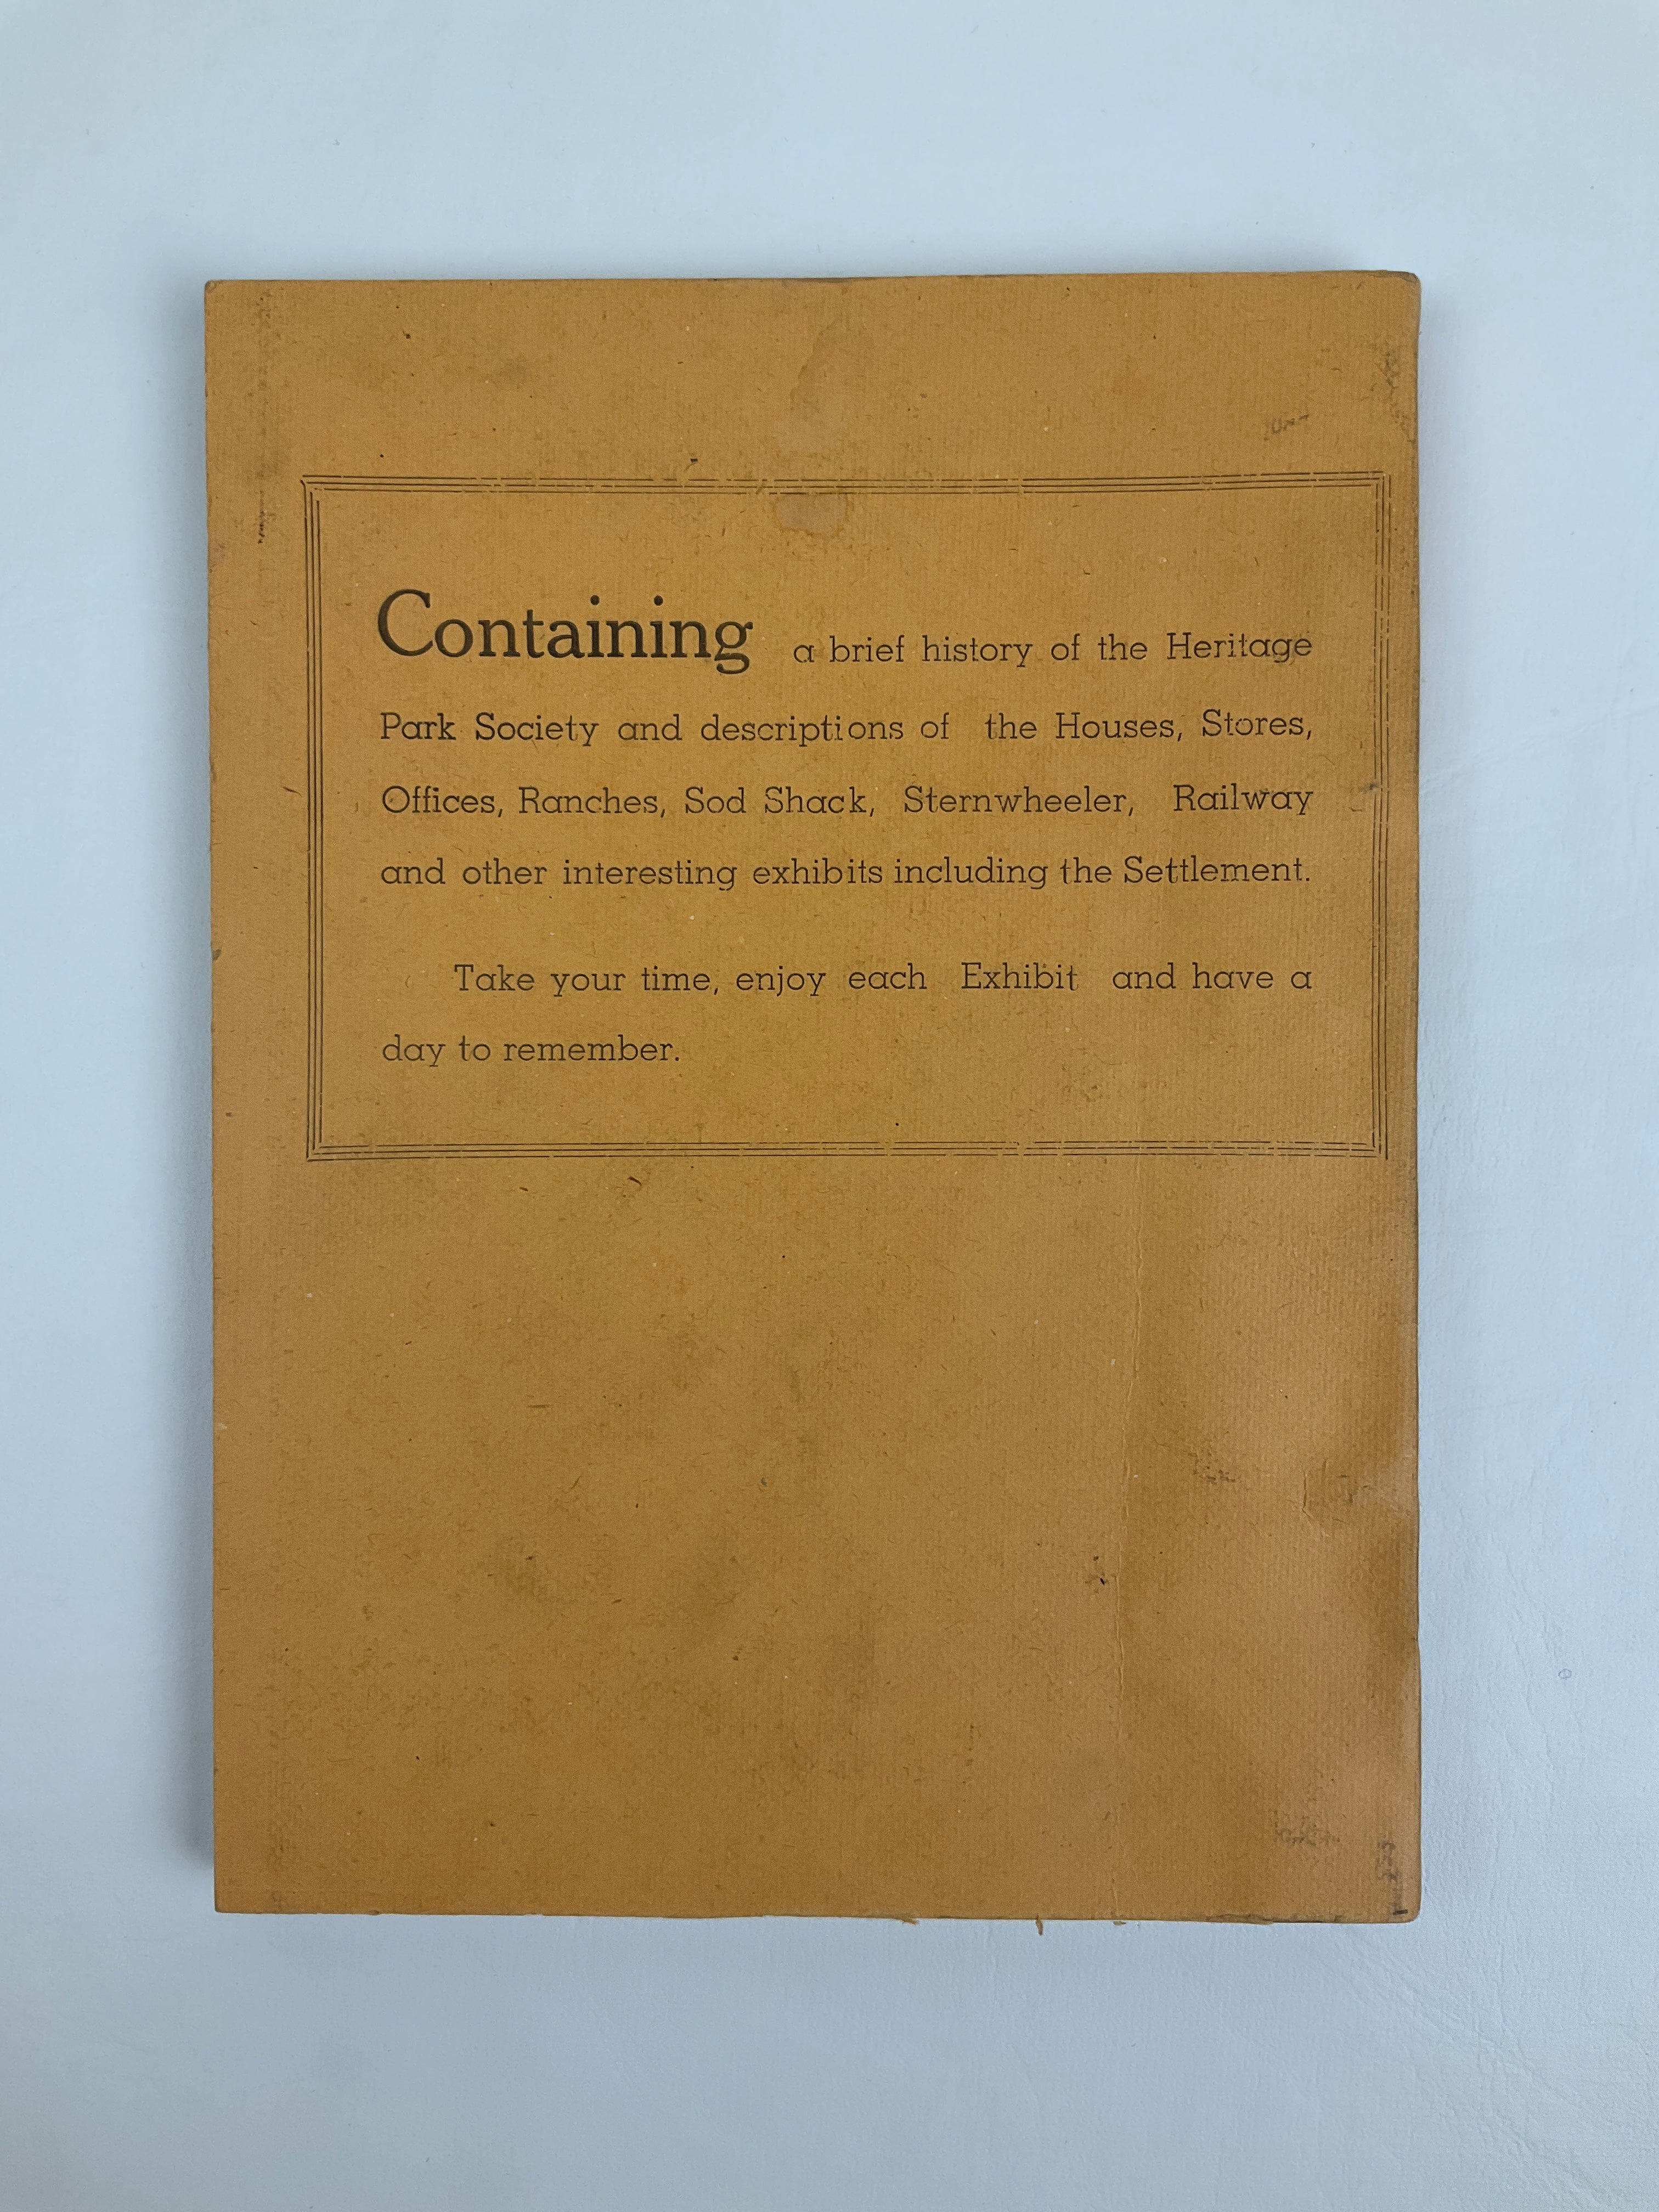 Containing a brief history of the Heritage
Park Society and descriptions of the Houses, Stores,
Offices, Ranches, Sod Shack, Sternwheeler, Railway
and other interesting exhibits including the Settlement.
Take your time, enjoy each Exhibit and have a
day to remember.